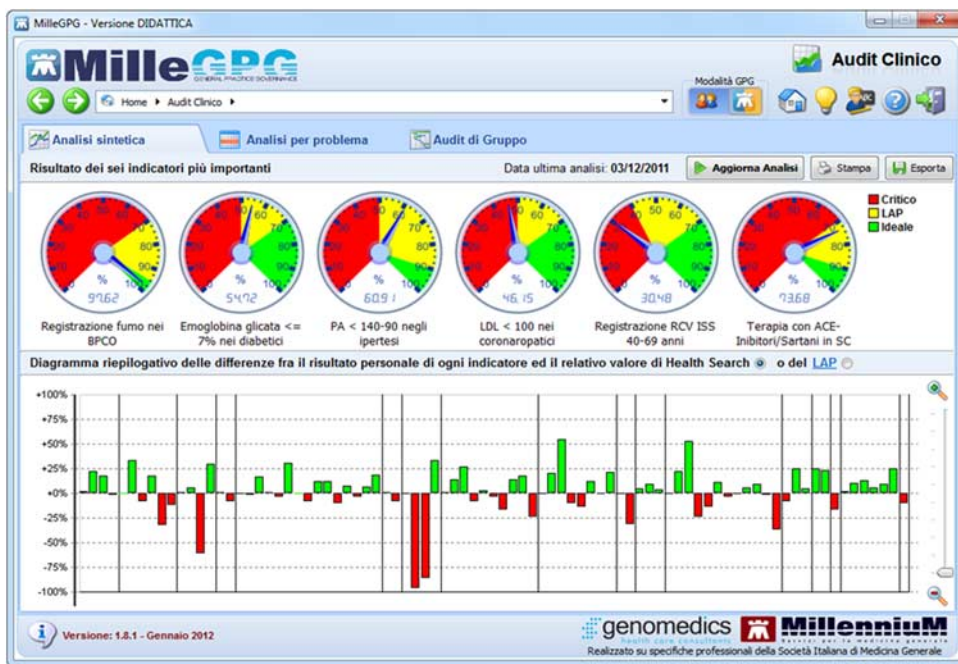 MilleGPG - Versione DIDATTICA
MilleGPG
GENERAL PRACTICE GOVERNANCE
Audit Clinico
Modalità GPG
Home Audit Clinico
Analisi sintetica Analisi per problema Audit di Gruppo
Risultato dei sei indicatori più importanti Data ultima analisi: 03/12/2011 Aggiorna Analisi Stampa Esporta
Critico
LAP
Ideale
% % % % % %
97.62 54.72 60.91 46.15 30.48 73.68
Registrazione fumo nei Emoglobina glicata <= PA < 140-90 negli LDL < 100 nei Registrazione RCV ISS Terapia con ACE-
BPCO 7% nei diabetici ipertesi coronaropatici 40-69 anni Inibitori/Sartani in SC
Diagramma riepilogativo delle differenze fra il risultato personale di ogni indicatore ed il relativo valore di Health Search o del LAP
+100%
+75%
+50%
+25%
+0%
-25%
-50%
-75%
-100%
Versione: 1.8.1 - Gennaio 2012
genomedics
health care consultants
MillenniuM
Servizi per la medicina generale
Realizzato su specifiche professionali della Società Italiana di Medicina Generale